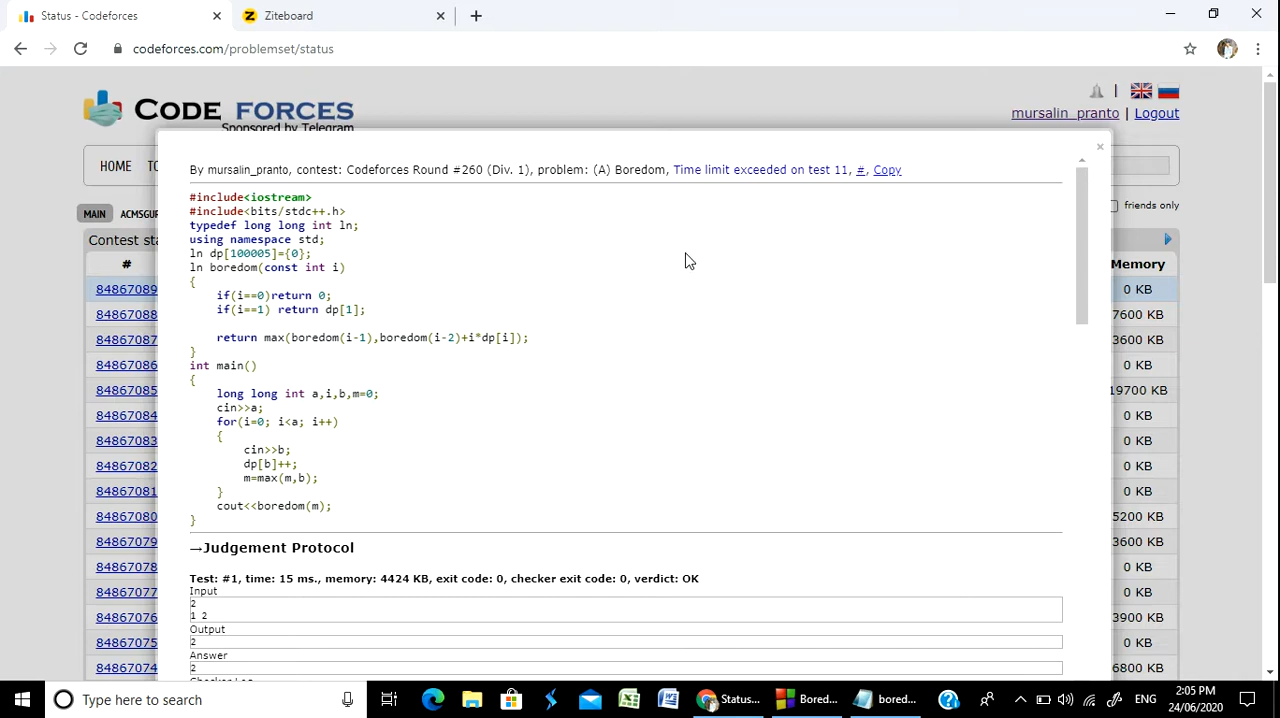 Status - Codeforces
Ziteboard
codeforces.com/problemset/status
CODE FORCES
Sponsored by Telegram
mursalin_pranto | Logout
HOME TO
MAIN ACMSGUR
friends only
Contest sta
# Memory
By mursalin_pranto, contest: Codeforces Round #260 (Div. 1), problem: (A) Boredom, Time limit exceeded on test 11, #, Copy
#include<iostream>
#include<bits/stdc++.h>
typedef long long int ln;
using namespace std;
ln dp[100005]={0};
ln boredom(const int i)
{
if(i==0)return 0;
if(i==1) return dp[1];
return max(boredom(i-1),boredom(i-2)+i*dp[i]);
}
int main()
{
long long int a,i,b,m=0;
cin>>a;
for(i=0; i<a; i++)
{
cin>>b;
dp[b]++;
m=max(m,b);
}
cout<<boredom(m);
}
→Judgement Protocol
Test: #1, time: 15 ms., memory: 4424 KB, exit code: 0, checker exit code: 0, verdict: OK
Input
2
1 2
Output
2
Answer
2
84867089 0 KB
84867088 7600 KB
84867087 3600 KB
84867086 0 KB
84867085 19700 KB
84867084 0 KB
84867083 0 KB
84867082 0 KB
84867081 0 KB
84867080 5200 KB
84867079 3600 KB
84867078 0 KB
84867077 0 KB
84867076 3900 KB
84867075 0 KB
84867074 6800 KB
Type here to search
Status...
Bored...
bored...
ENG
2:05 PM
24/06/2020